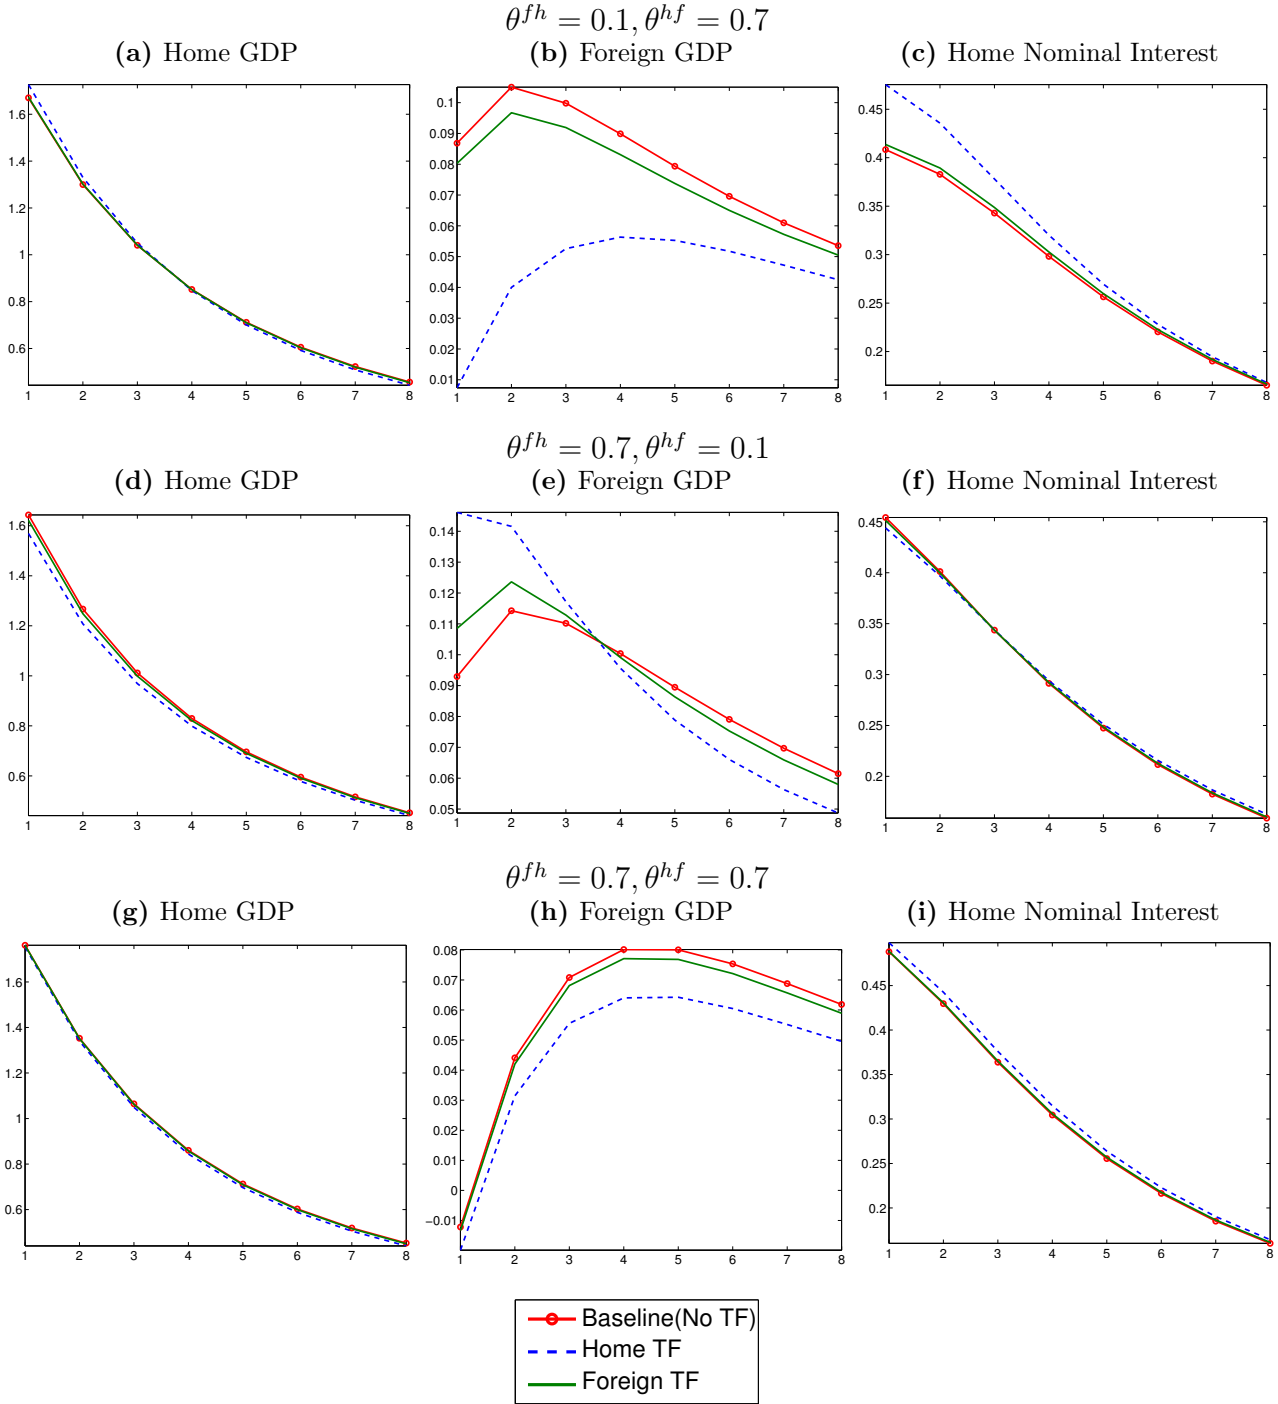 θ^{fh} = 0.1, θ^{hf} = 0.7
(a) Home GDP
1.6
1.4
1.2
1
0.8
0.6
1 2 3 4 5 6 7 8
(b) Foreign GDP
0.1
0.09
0.08
0.07
0.06
0.05
0.04
0.03
0.02
0.01
1 2 3 4 5 6 7 8
(c) Home Nominal Interest
0.45
0.4
0.35
0.3
0.25
0.2
1 2 3 4 5 6 7 8
θ^{fh} = 0.7, θ^{hf} = 0.1
(d) Home GDP
1.6
1.4
1.2
1
0.8
0.6
1 2 3 4 5 6 7 8
(e) Foreign GDP
0.14
0.13
0.12
0.11
0.1
0.09
0.08
0.07
0.06
0.05
1 2 3 4 5 6 7 8
(f) Home Nominal Interest
0.45
0.4
0.35
0.3
0.25
0.2
1 2 3 4 5 6 7 8
θ^{fh} = 0.7, θ^{hf} = 0.7
(g) Home GDP
1.6
1.4
1.2
1
0.8
0.6
1 2 3 4 5 6 7 8
(h) Foreign GDP
0.08
0.07
0.06
0.05
0.04
0.03
0.02
0.01
0
−0.01
1 2 3 4 5 6 7 8
(i) Home Nominal Interest
0.45
0.4
0.35
0.3
0.25
0.2
1 2 3 4 5 6 7 8
Baseline(No TF)
Home TF
Foreign TF